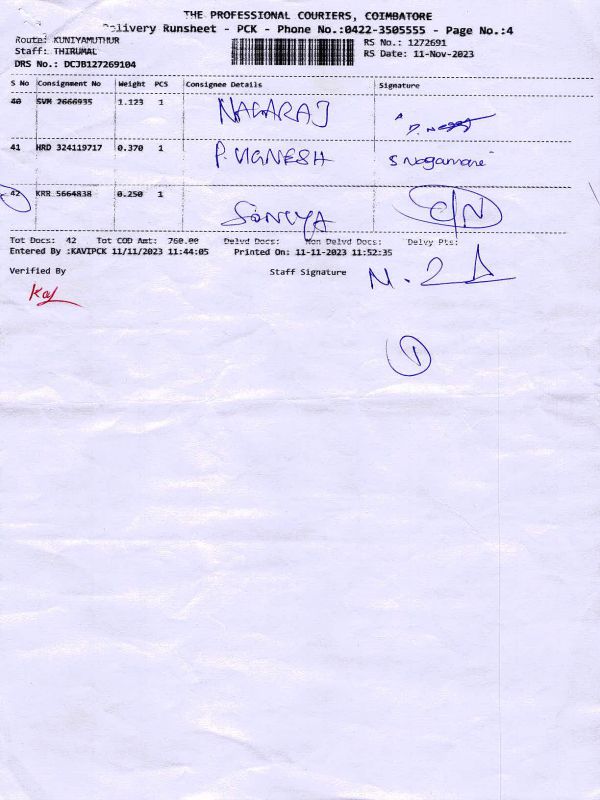 THE PROFESSIONAL COURIERS, COIMBATORE
Delivery Runsheet - PCK - Phone No.:0422-3505555 - Page No.:4
Route: KUNIYAMUTHUR
RS No.: 1272691
Staff: THIRUMAL
RS Date: 11-Nov-2023
DRS No.: DCJB127269104
S No Consignment No Weight PCS Consignee Details Signature
40 SVM 2666935 1.123 1 NAGARAJ
41 HRD 324119717 0.370 1 P. VIGNESH S Nagamani
42 KRR 5664838 0.250 1 SONIYA
Tot Docs: 42 Tot COD Amt: 760.00 Delvd Docs: Non Delvd Docs: Delvy Pts:
Entered By :KAVIPCK 11/11/2023 11:44:05 Printed On: 11-11-2023 11:52:35
Verified By Staff Signature
1